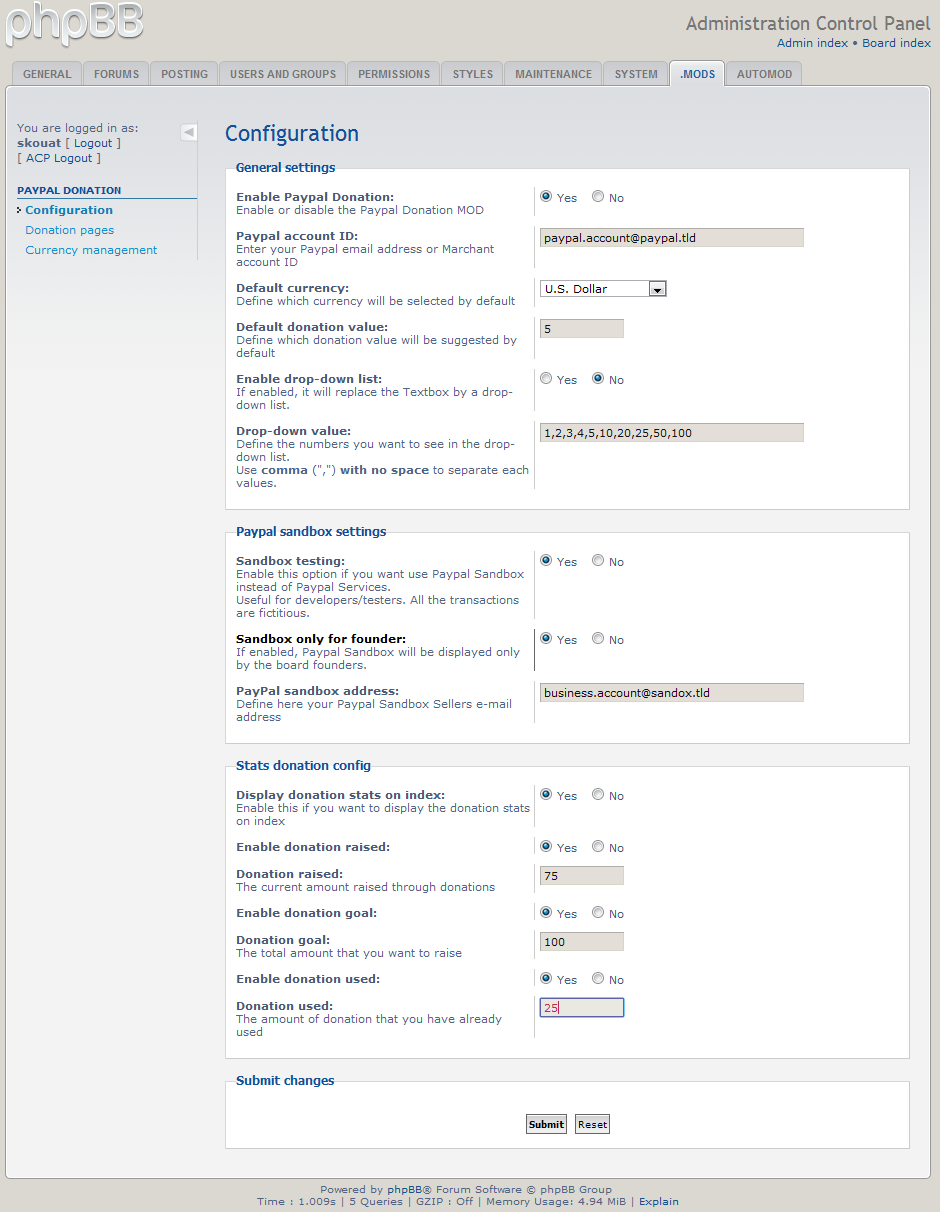 phpBB
Administration Control Panel
Admin index • Board index
GENERAL FORUMS POSTING USERS AND GROUPS PERMISSIONS STYLES MAINTENANCE SYSTEM .MODS AUTOMOD
You are logged in as:
skouat [ Logout ]
[ ACP Logout ]
PAYPAL DONATION
Configuration
Donation pages
Currency management
Configuration
General settings
Enable Paypal Donation:
Enable or disable the Paypal Donation MOD
Yes No
Paypal account ID:
Enter your Paypal email address or Marchant
account ID
paypal.account@paypal.tld
Default currency:
Define which currency will be selected by default
U.S. Dollar
Default donation value:
Define which donation value will be suggested by
default
5
Enable drop-down list:
If enabled, it will replace the Textbox by a drop-
down list.
Yes No
Drop-down value:
Define the numbers you want to see in the drop-
down list.
Use comma (",") with no space to separate each
values.
1,2,3,4,5,10,20,25,50,100
Paypal sandbox settings
Sandbox testing:
Enable this option if you want use Paypal Sandbox
instead of Paypal Services.
Useful for developers/testers. All the transactions
are fictitious.
Yes No
Sandbox only for founder:
If enabled, Paypal Sandbox will be displayed only
by the board founders.
Yes No
PayPal sandbox address:
Define here your Paypal Sandbox Sellers e-mail
address
business.account@sandox.tld
Stats donation config
Display donation stats on index:
Enable this if you want to display the donation stats
on index
Yes No
Enable donation raised:
Yes No
Donation raised:
The current amount raised through donations
75
Enable donation goal:
Yes No
Donation goal:
The total amount that you want to raise
100
Enable donation used:
Yes No
Donation used:
The amount of donation that you have already
used
25
Submit changes
Submit Reset
Powered by phpBB® Forum Software © phpBB Group
Time : 1.009s | 5 Queries | GZIP : Off | Memory Usage: 4.94 MiB | Explain